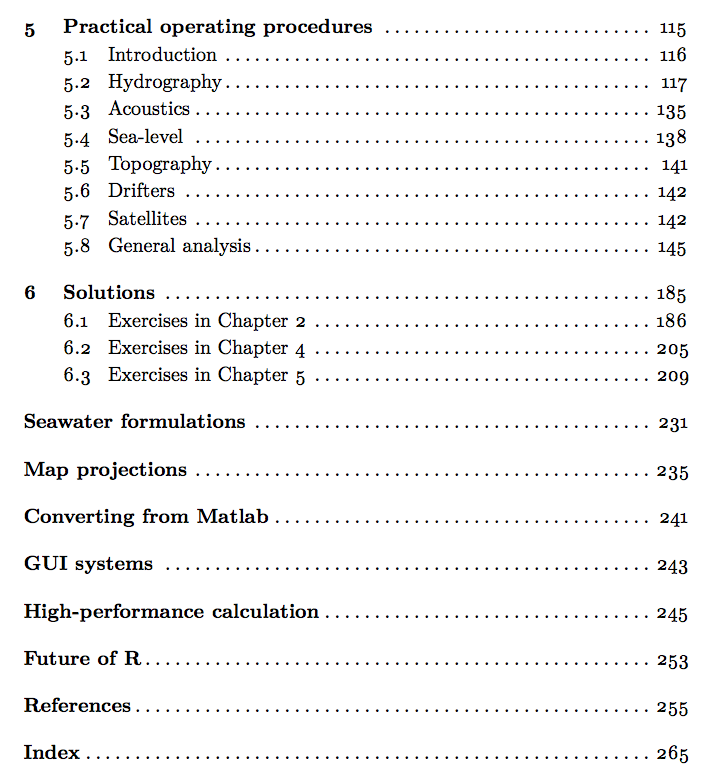 5 Practical operating procedures ........................... 115
5.1 Introduction ........................................... 116
5.2 Hydrography ........................................... 117
5.3 Acoustics .............................................. 135
5.4 Sea-level .............................................. 138
5.5 Topography ............................................ 141
5.6 Drifters ............................................... 142
5.7 Satellites .............................................. 142
5.8 General analysis ........................................ 145
6 Solutions ................................................. 185
6.1 Exercises in Chapter 2 .................................. 186
6.2 Exercises in Chapter 4 .................................. 205
6.3 Exercises in Chapter 5 .................................. 209
Seawater formulations ........................................ 231
Map projections .............................................. 235
Converting from Matlab ...................................... 241
GUI systems ................................................. 243
High-performance calculation ................................. 245
Future of R .................................................. 253
References ................................................... 255
Index ........................................................ 265